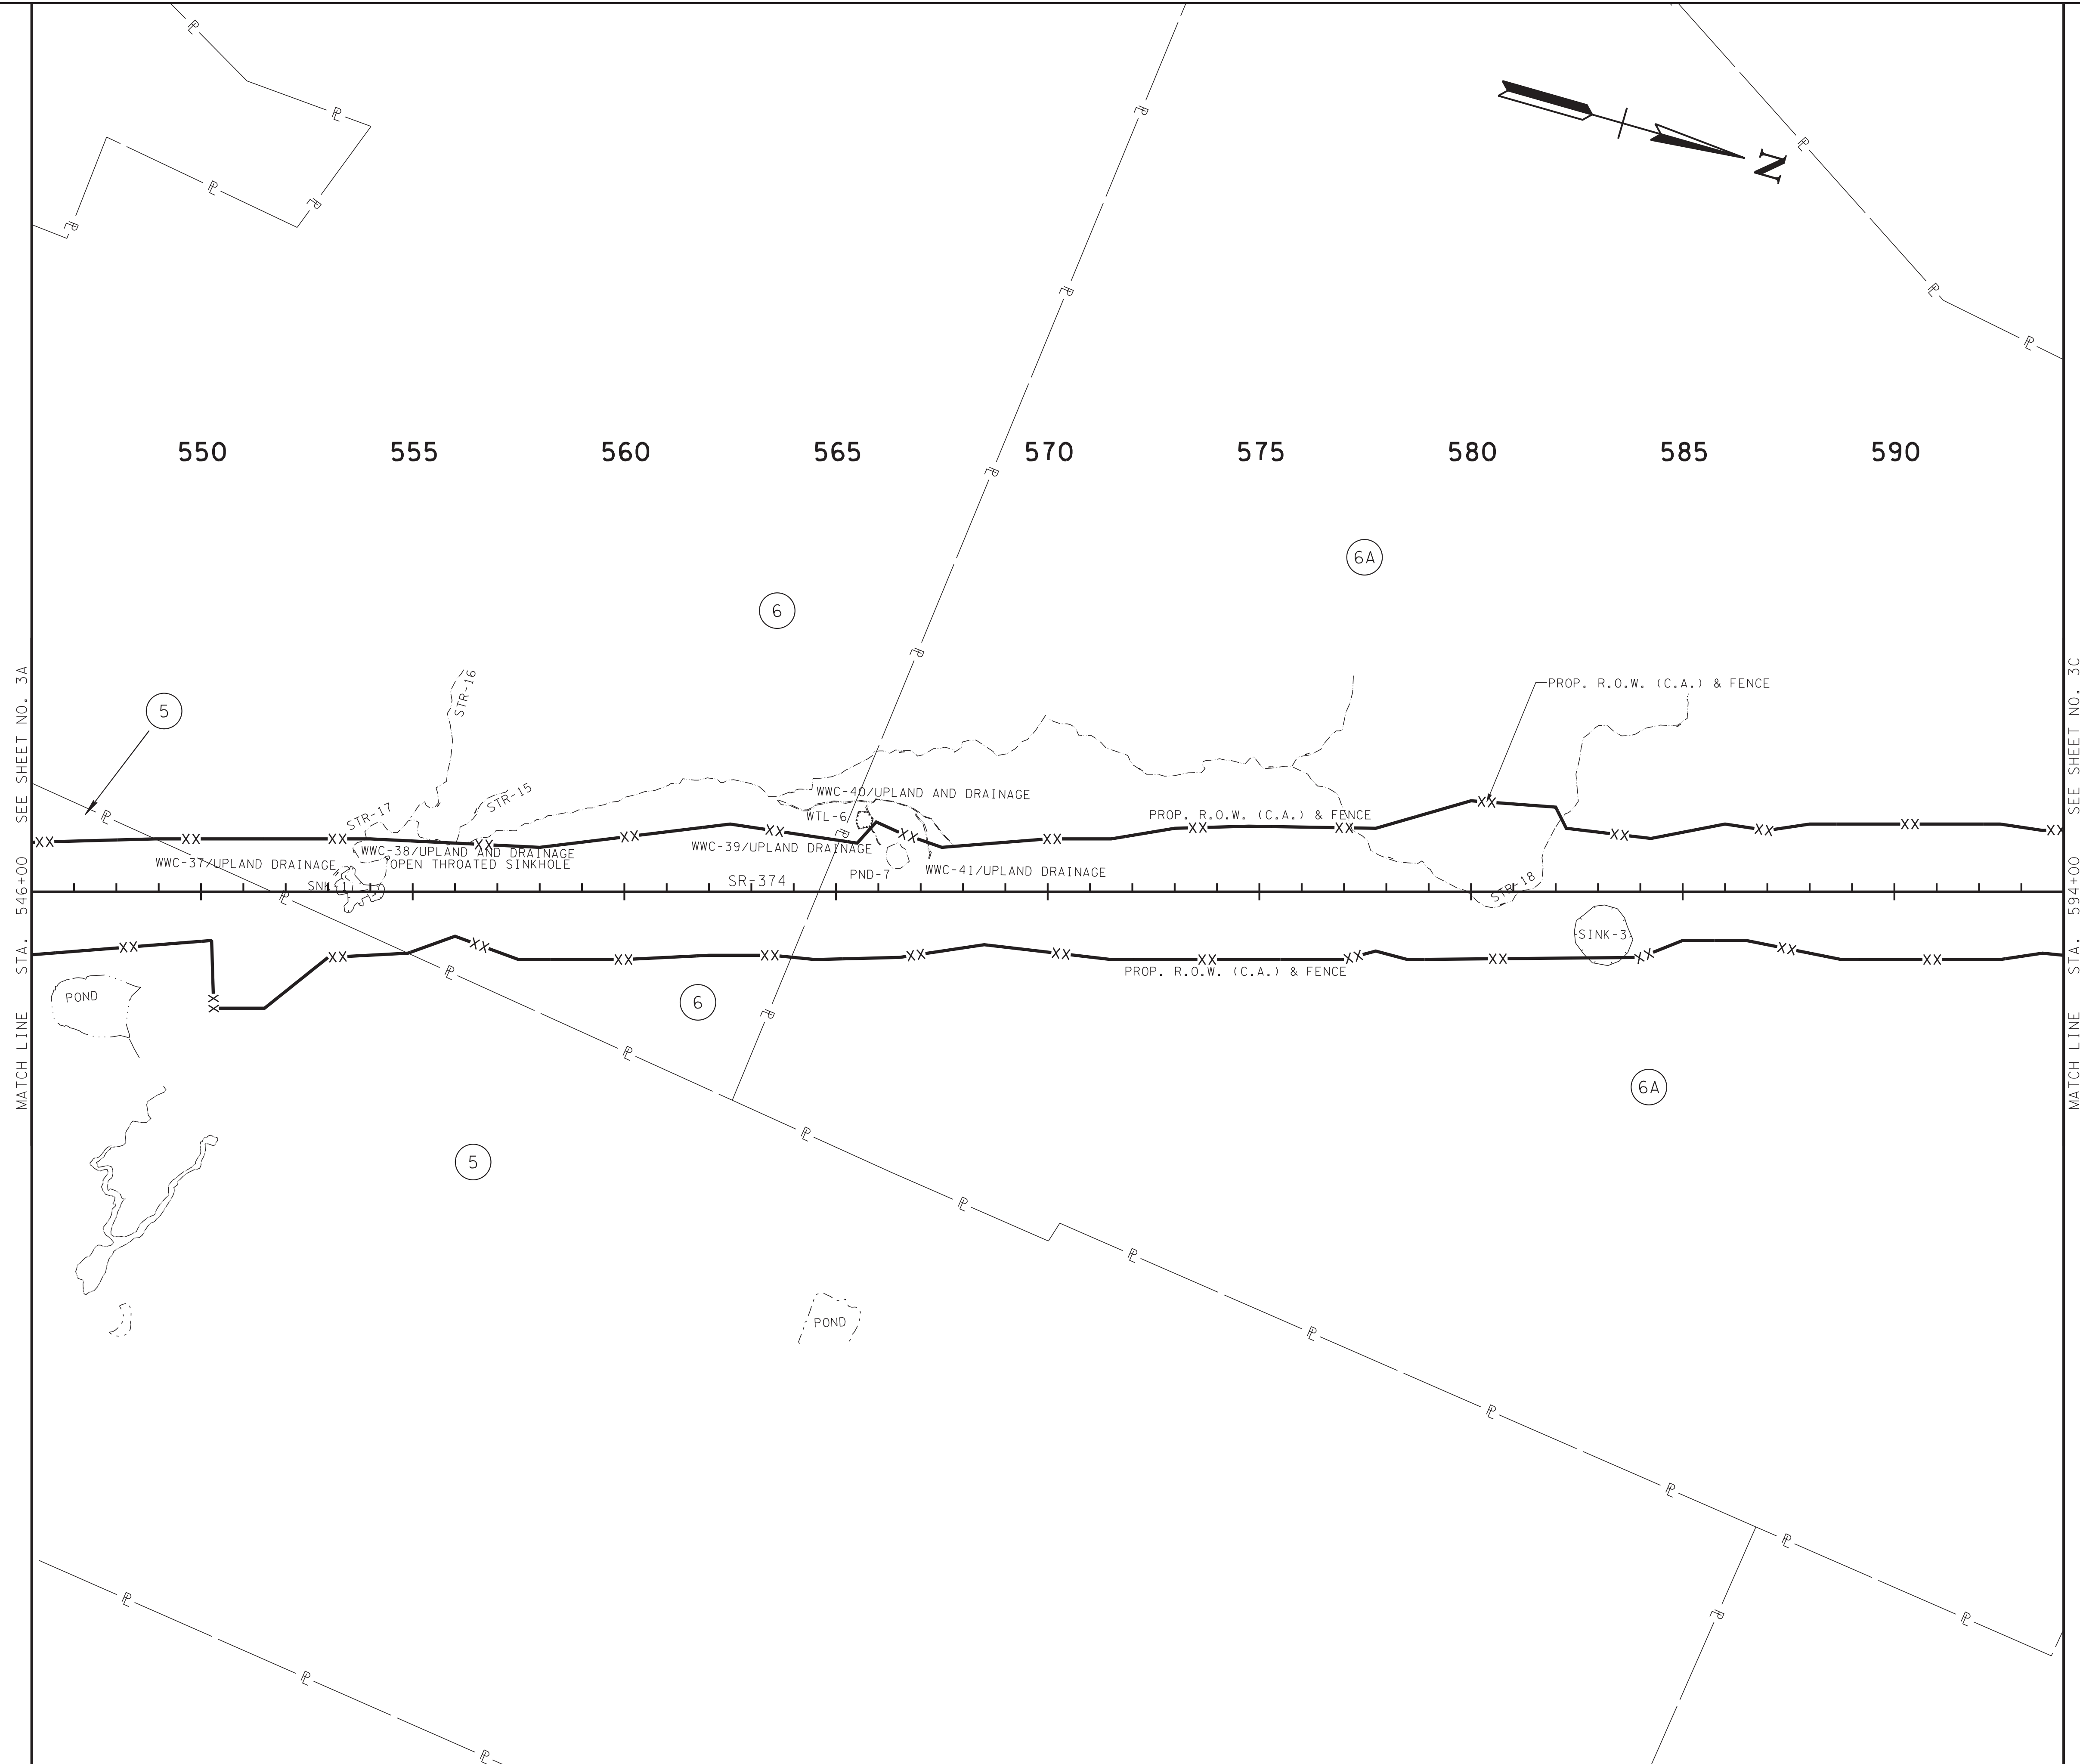 N
550 555 560 565 570 575 580 585 590
6A
6
5
STR-16
STR-15
STR-17
PROP. R.O.W. (C.A.) & FENCE
WWC-40/UPLAND AND DRAINAGE
WTL-6
PROP. R.O.W. (C.A.) & FENCE
WWC-39/UPLAND DRAINAGE
WWC-38/UPLAND AND DRAINAGE
OPEN THROATED SINKHOLE
WWC-37/UPLAND DRAINAGE
WWC-41/UPLAND DRAINAGE
PND-7
SR-374
SNK-1
STR-18
SINK-3
PROP. R.O.W. (C.A.) & FENCE
POND
6
6A
5
POND
MATCH LINE STA. 546+00 SEE SHEET NO. 3A
MATCH LINE STA. 594+00 SEE SHEET NO. 3C